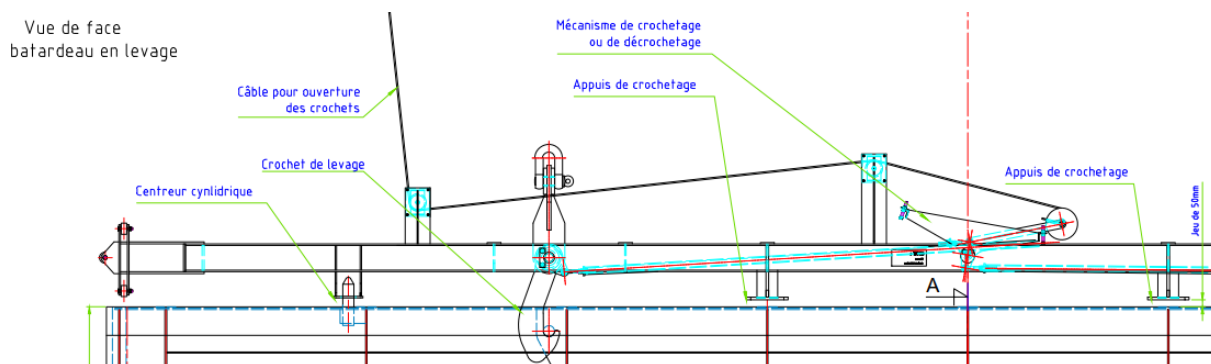 Vue de face
batardeau en levage
Mécanisme de crochetage
ou de décrochetage
Câble pour ouverture
des crochets
Appuis de crochetage
Crochet de levage
Centreur cynlidrique
Appuis de crochetage
Jeu de 50mm
A